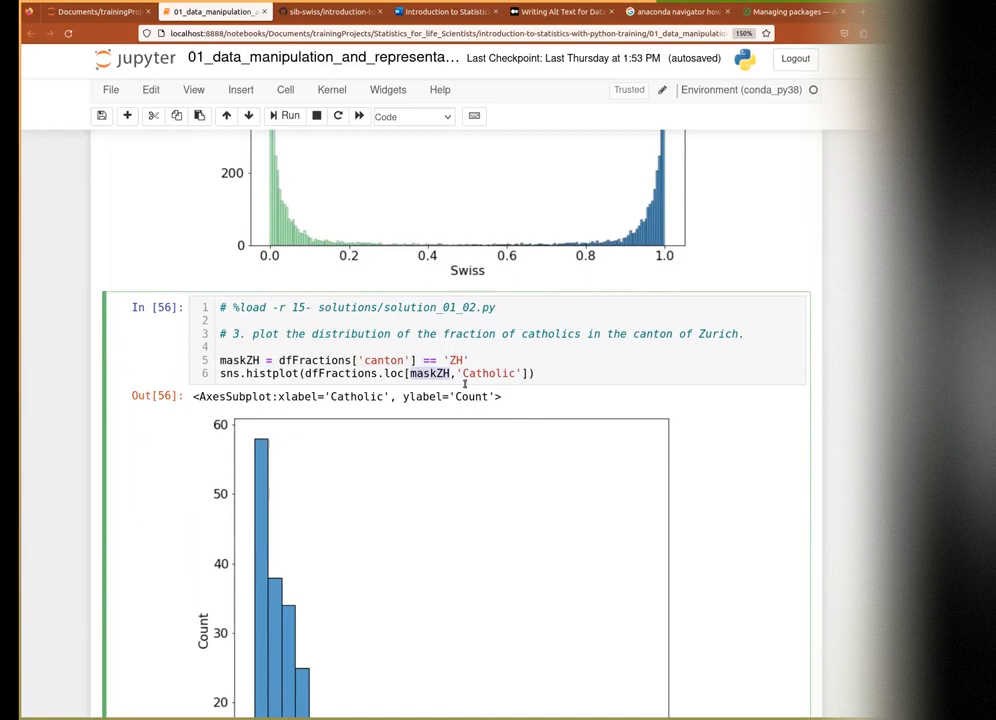 Documents/trainingProj
01_data_manipulation_a
sib-swiss/introduction-to
Introduction to Statistics
Writing Alt Text for Dat
anaconda navigator how
Managing packages — A
localhost:8888/notebooks/Documents/trainingProjects/Statistics_for_life_Scientists/introduction-to-statistics-with-python-training/01_data_manipulatio
150%
jupyter 01_data_manipulation_and_representa... Last Checkpoint: Last Thursday at 1:53 PM (autosaved) Logout
File Edit View Insert Cell Kernel Widgets Help Trusted Environment (conda_py38)
Run Code
200
0
0.0 0.2 0.4 0.6 0.8 1.0
Swiss
In [56]: 1 # %load -r 15- solutions/solution_01_02.py
2
3 # 3. plot the distribution of the fraction of catholics in the canton of Zurich.
4
5 maskZH = dfFractions['canton'] == 'ZH'
6 sns.histplot(dfFractions.loc[maskZH,'Catholic'])
Out[56]: <AxesSubplot:xlabel='Catholic', ylabel='Count'>
60
50
40
30
20
Count